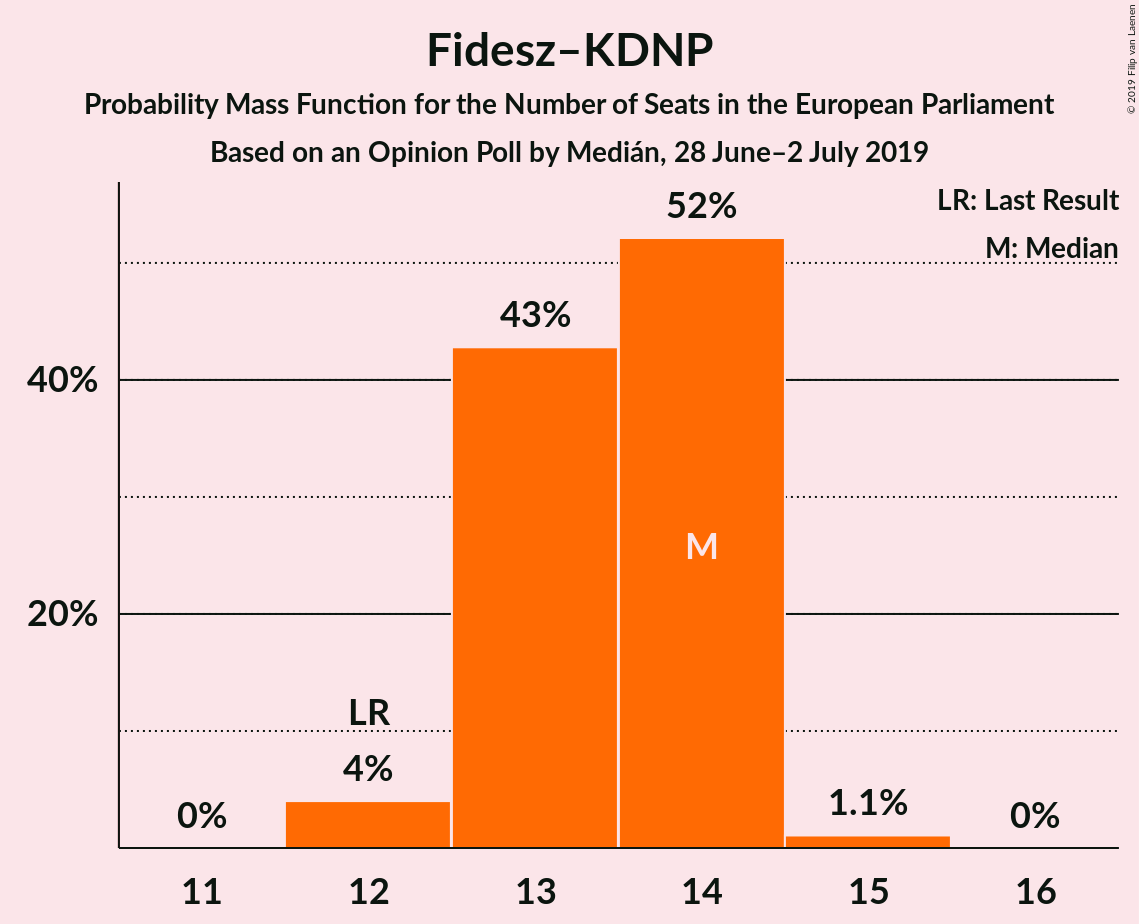 Fidesz–KDNP
Probability Mass Function for the Number of Seats in the European Parliament
Based on an Opinion Poll by Medián, 28 June–2 July 2019
© 2019 Filip van Laenen
LR: Last Result
M: Median
52%
43%
40%
M
20%
LR
4%
0%
1.1%
0%
11 12 13 14 15 16